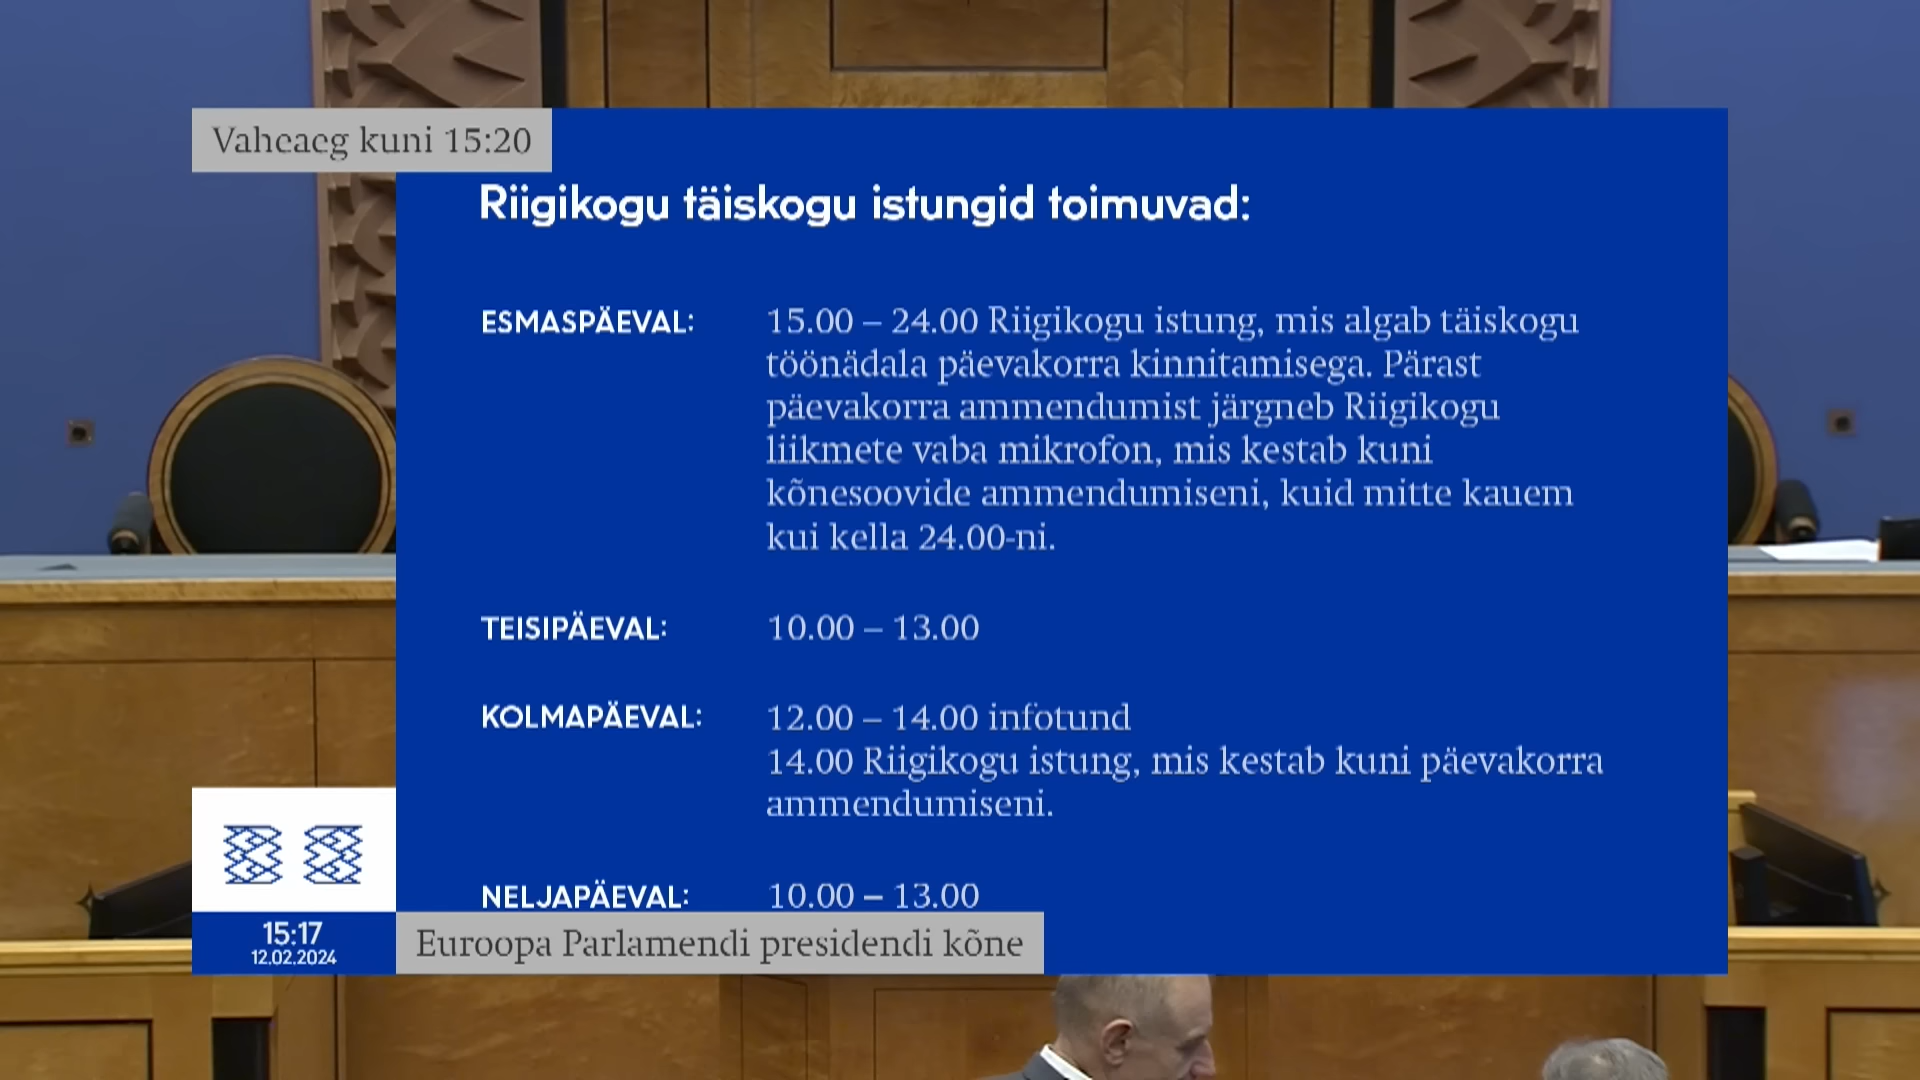 Vaheaeg kuni 15:20
Riigikogu täiskogu istungid toimuvad:
ESMASPÄEVAL: 15.00 – 24.00 Riigikogu istung, mis algab täiskogu
töönädala päevakorra kinnitamisega. Pärast
päevakorra ammendumist järgneb Riigikogu
liikmete vaba mikrofon, mis kestab kuni
kõnesoovide ammendumiseni, kuid mitte kauem
kui kella 24.00-ni.
TEISIPÄEVAL: 10.00 – 13.00
KOLMAPÄEVAL: 12.00 – 14.00 infotund
14.00 Riigikogu istung, mis kestab kuni päevakorra
ammendumiseni.
NELJAPÄEVAL: 10.00 – 13.00
15:17
12.02.2024
Euroopa Parlamendi presidendi kõne